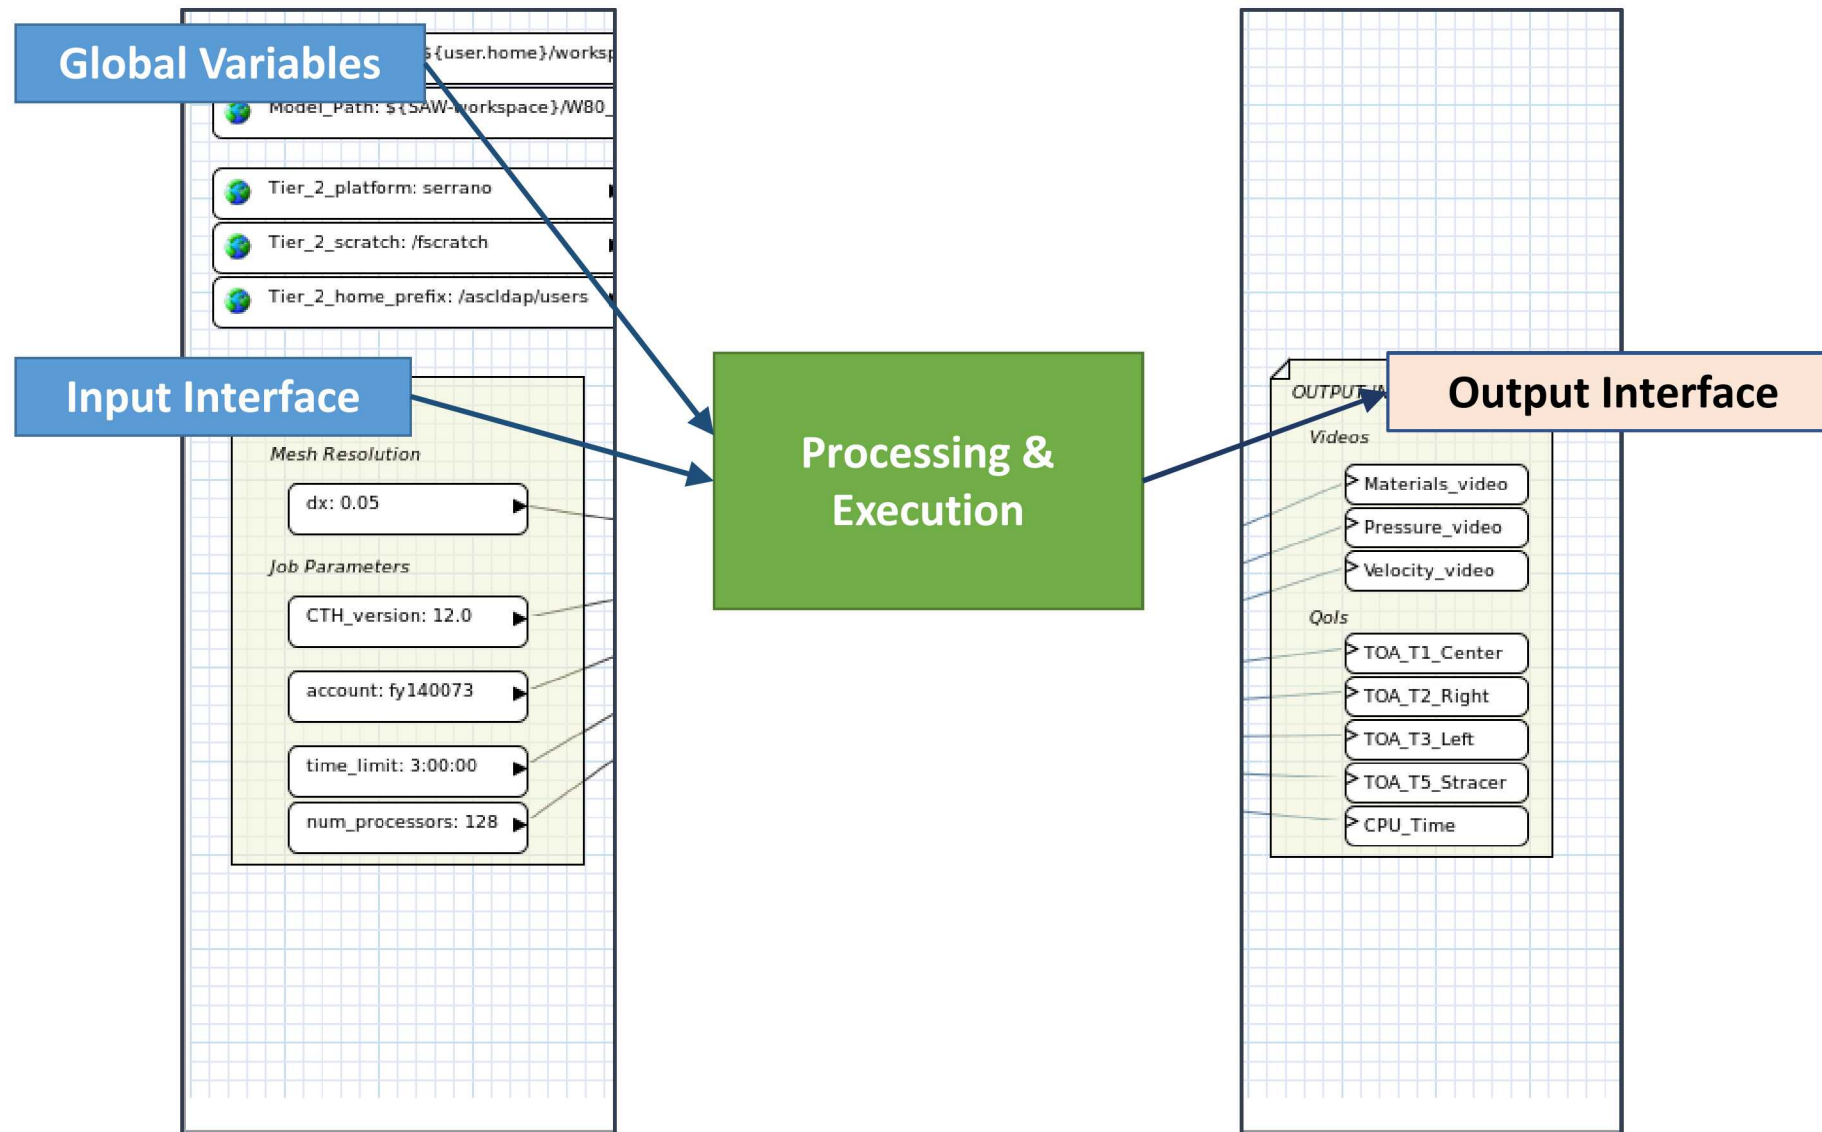 Global Variables
${user.home}/worksp
Model_Path: ${SAW-workspace}/W80_
Tier_2_platform: serrano
Tier_2_scratch: /fscratch
Tier_2_home_prefix: /ascldap/users
Input Interface
Mesh Resolution
dx: 0.05
Job Parameters
CTH_version: 12.0
account: fy140073
time_limit: 3:00:00
num_processors: 128
Processing &
Execution
Output Interface
OUTPUT
Videos
Materials_video
Pressure_video
Velocity_video
QoIs
TOA_T1_Center
TOA_T2_Right
TOA_T3_Left
TOA_T5_Stracer
CPU_Time